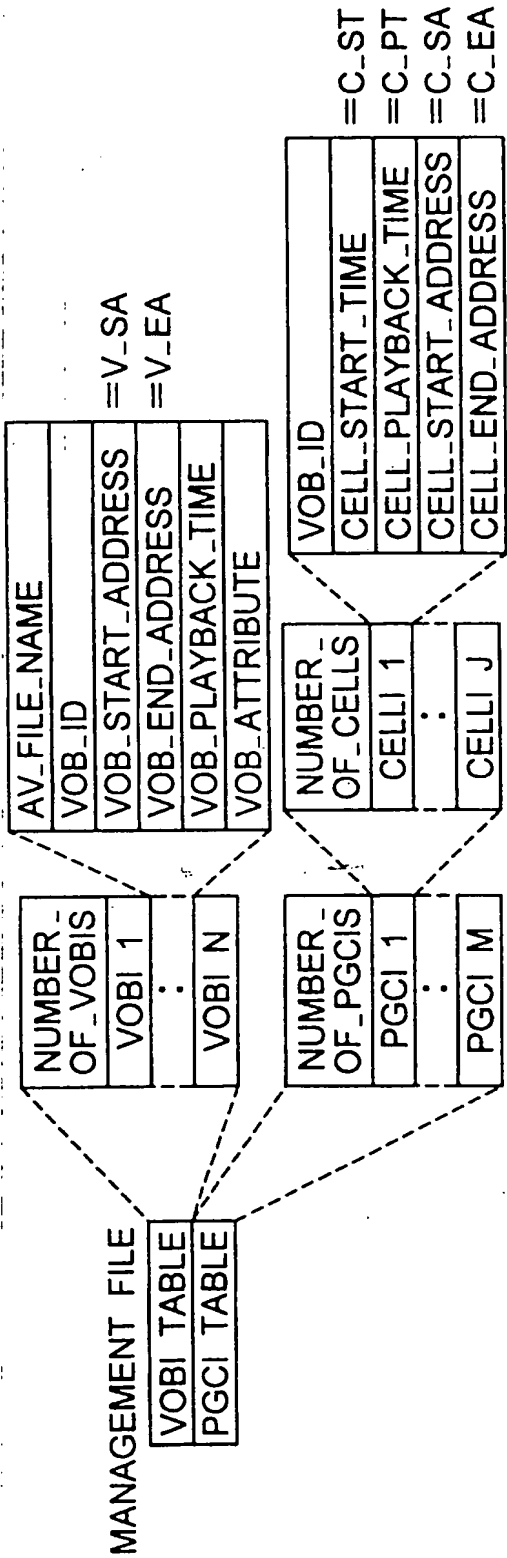 MANAGEMENT FILE
VOBI TABLE
PGCI TABLE
NUMBER_
OF_VOBIS
VOBI 1
:
VOBI N
AV_FILE_NAME
VOB_ID
VOB_START_ADDRESS =V_SA
VOB_END_ADDRESS =V_EA
VOB_PLAYBACK_TIME
VOB_ATTRIBUTE
NUMBER_
OF_PGCIS
PGCI 1
:
PGCI M
NUMBER_
OF_CELLS
CELLI 1
:
CELLI J
VOB_ID
CELL_START_TIME =C_ST
CELL_PLAYBACK_TIME =C_PT
CELL_START_ADDRESS =C_SA
CELL_END_ADDRESS =C_EA